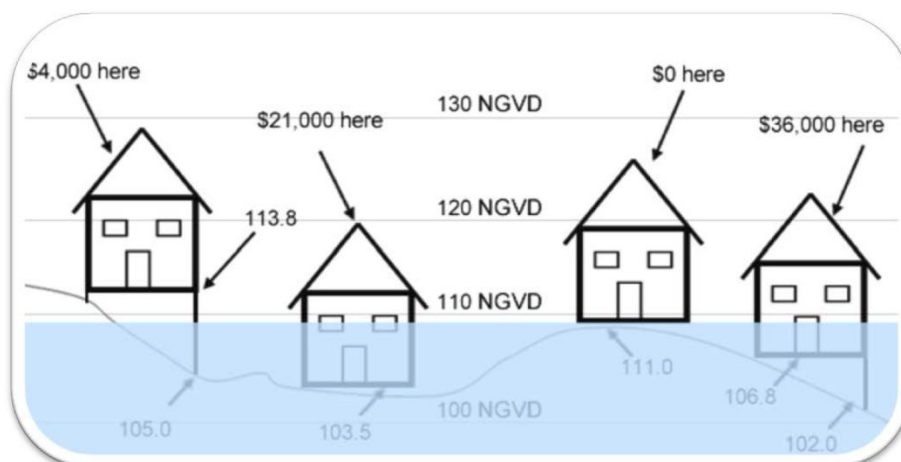 $4,000 here
$0 here
130 NGVD
$21,000 here
$36,000 here
120 NGVD
113.8
110 NGVD
111.0
106.8
100 NGVD
105.0
103.5
102.0